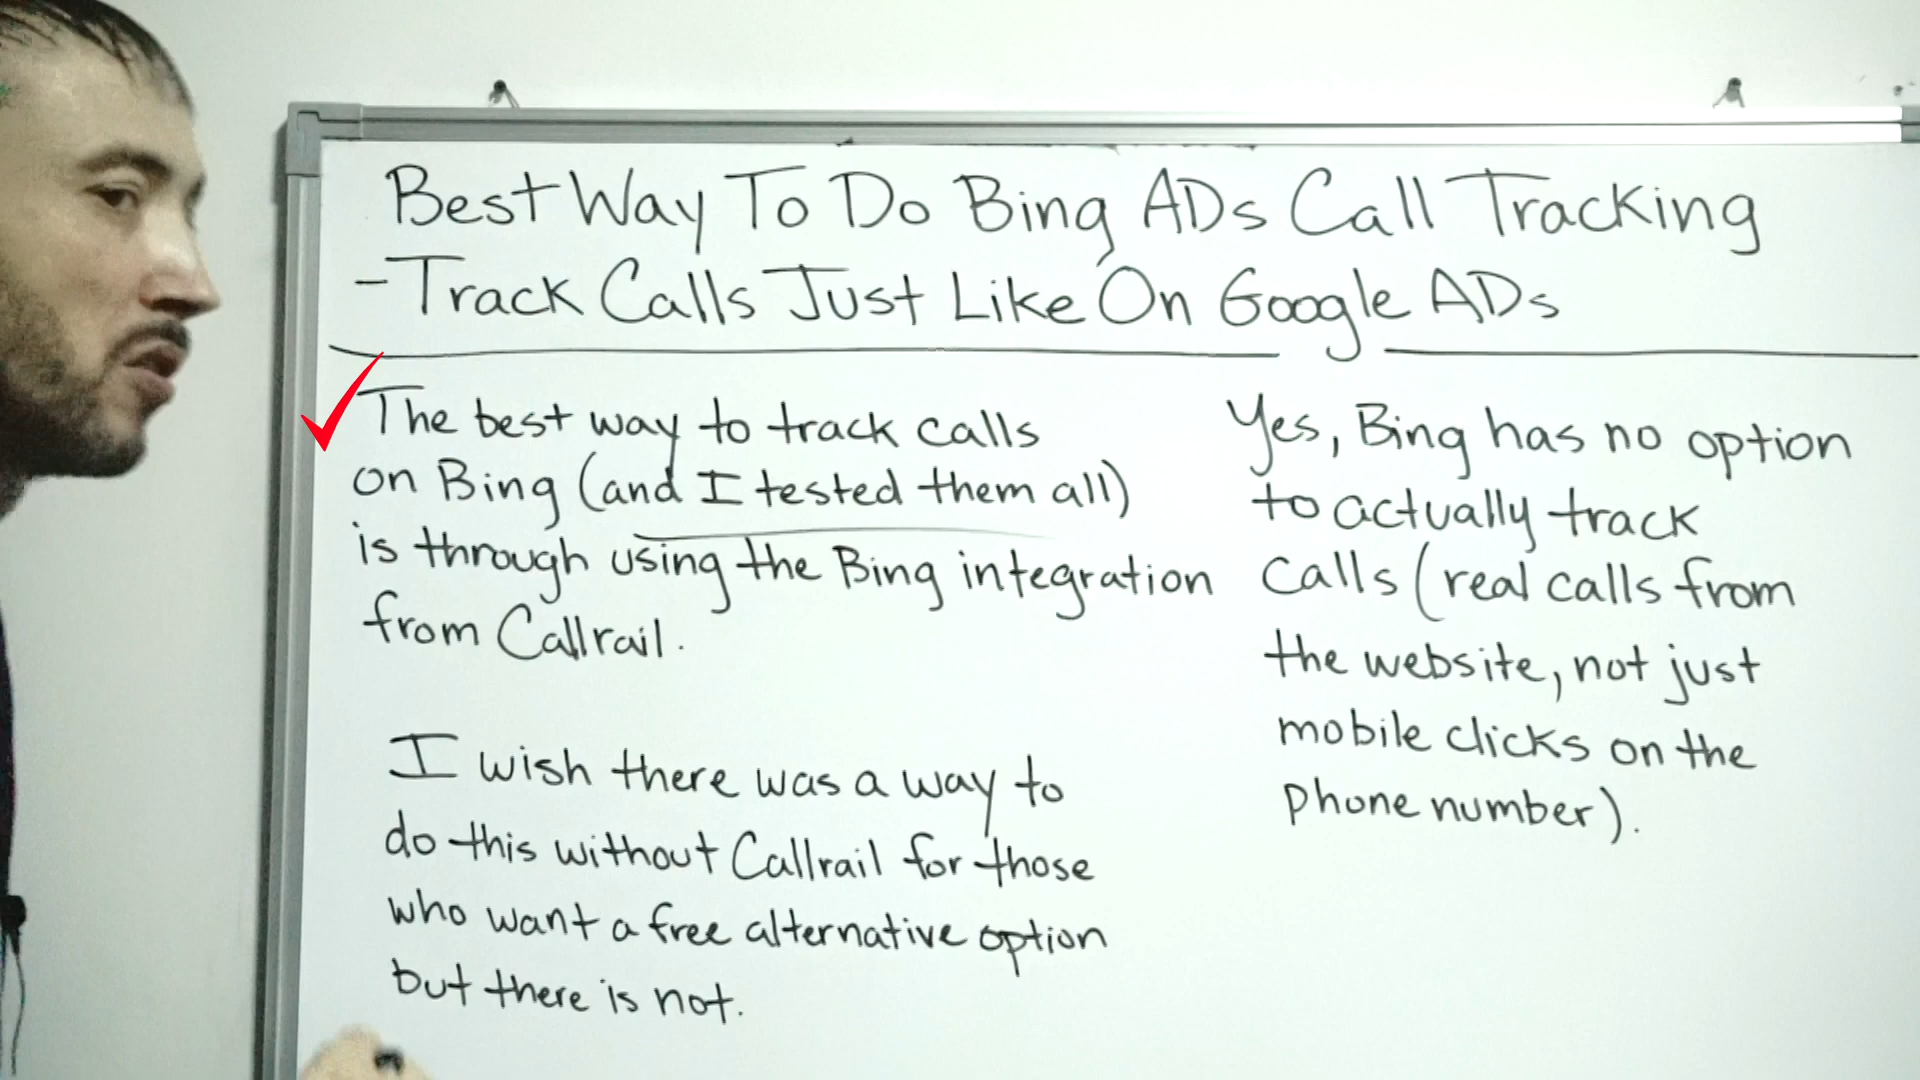 Best Way To Do Bing ADs Call Tracking
- Track Calls Just Like On Google ADs
The best way to track calls
on Bing (and I tested them all)
is through using the Bing integration
from Callrail.
I wish there was a way to
do this without Callrail for those
who want a free alternative option
but there is not.
Yes, Bing has no option
to actually track
calls (real calls from
the website, not just
mobile clicks on the
phone number).